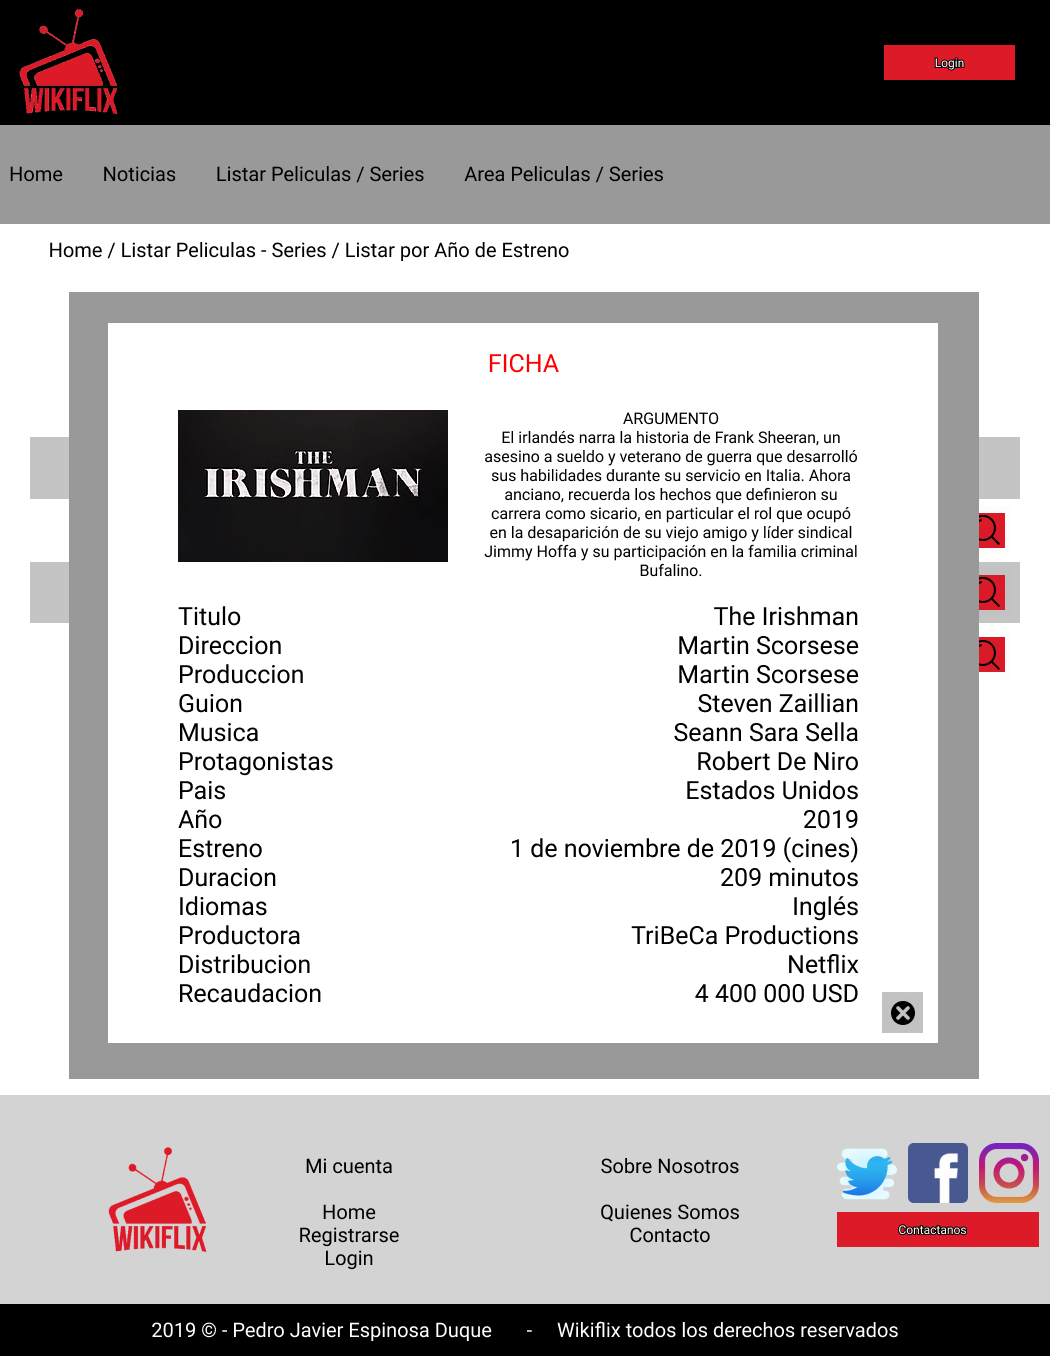 WIKIFLIX
Login
Home
Noticias
Listar Peliculas / Series
Area Peliculas / Series
Home / Listar Peliculas - Series / Listar por Año de Estreno
FICHA
THE
IRISHMAN
ARGUMENTO
El irlandés narra la historia de Frank Sheeran, un
asesino a sueldo y veterano de guerra que desarrolló
sus habilidades durante su servicio en Italia. Ahora
anciano, recuerda los hechos que definieron su
carrera como sicario, en particular el rol que ocupó
en la desaparición de su viejo amigo y líder sindical
Jimmy Hoffa y su participación en la familia criminal
Bufalino.
Titulo The Irishman
Direccion Martin Scorsese
Produccion Martin Scorsese
Guion Steven Zaillian
Musica Seann Sara Sella
Protagonistas Robert De Niro
Pais Estados Unidos
Año 2019
Estreno 1 de noviembre de 2019 (cines)
Duracion 209 minutos
Idiomas Inglés
Productora TriBeCa Productions
Distribucion Netflix
Recaudacion 4 400 000 USD
WIKIFLIX
Mi cuenta
Home
Registrarse
Login
Sobre Nosotros
Quienes Somos
Contacto
Contactanos
2019 © - Pedro Javier Espinosa Duque - Wikiflix todos los derechos reservados